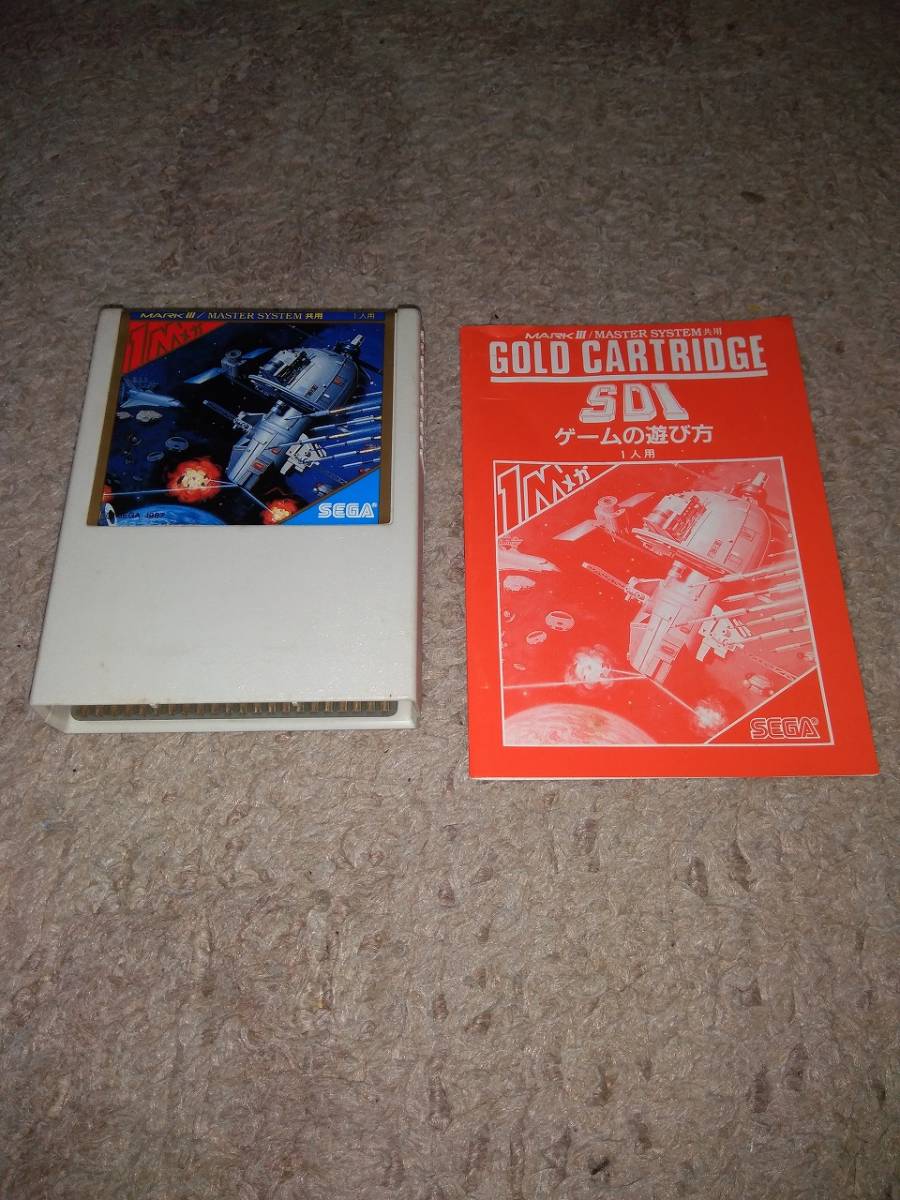 MARK III / MASTER SYSTEM 共用 1人用
1Mメガ
SEGA 1987
SEGA
MARK III / MASTER SYSTEM 共用
GOLD CARTRIDGE
SDI
ゲームの遊び方
1人用
1Mメガ
SEGA®